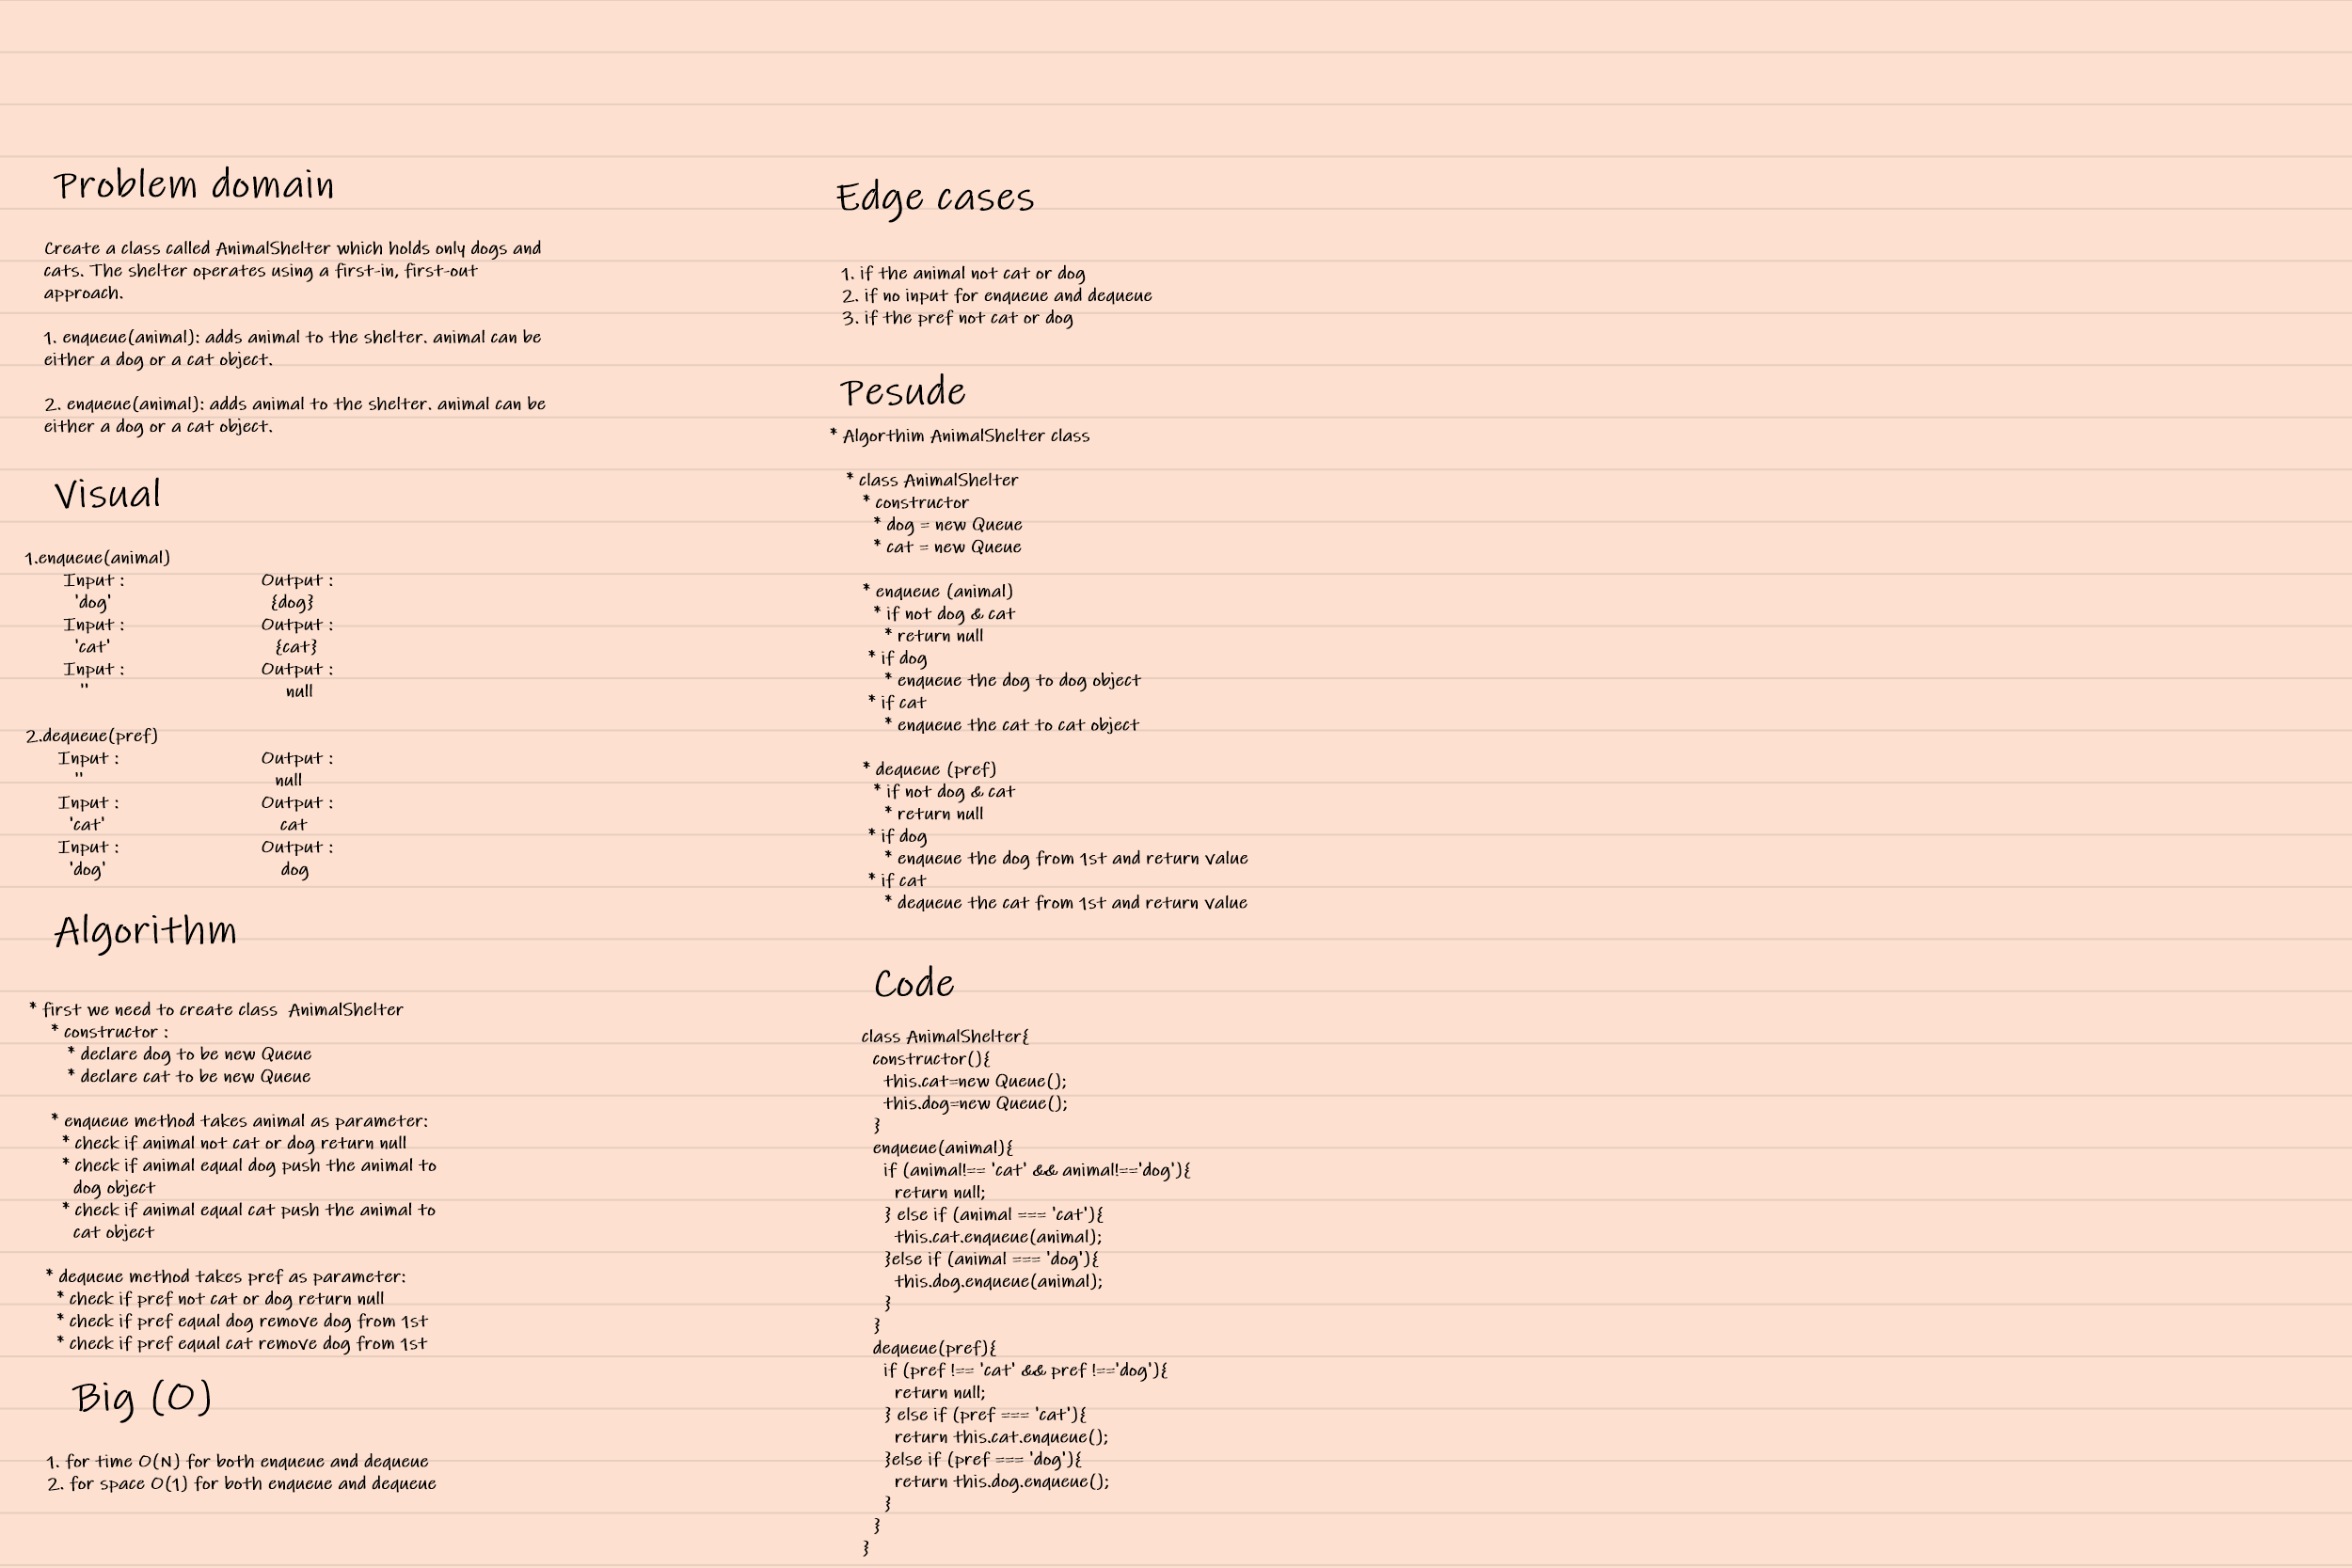 Problem domain
Create a class called AnimalShelter which holds only dogs and
cats. The shelter operates using a first-in, first-out
approach.
1. enqueue(animal): adds animal to the shelter. animal can be
either a dog or a cat object.
2. enqueue(animal): adds animal to the shelter. animal can be
either a dog or a cat object.
Visual
1.enqueue(animal)
Input : Output :
'dog' {dog}
Input : Output :
'cat' {cat}
Input : Output :
'' null
2.dequeue(pref)
Input : Output :
'' null
Input : Output :
'cat' cat
Input : Output :
'dog' dog
Algorithm
* first we need to create class AnimalShelter
* constructor :
* declare dog to be new Queue
* declare cat to be new Queue
* enqueue method takes animal as parameter:
* check if animal not cat or dog return null
* check if animal equal dog push the animal to
dog object
* check if animal equal cat push the animal to
cat object
* dequeue method takes pref as parameter:
* check if pref not cat or dog return null
* check if pref equal dog remove dog from 1st
* check if pref equal cat remove dog from 1st
Big (O)
1. for time O(N) for both enqueue and dequeue
2. for space O(1) for both enqueue and dequeue
Edge cases
1. if the animal not cat or dog
2. if no input for enqueue and dequeue
3. if the pref not cat or dog
Pesude
* Algorthim AnimalShelter class
* class AnimalShelter
* constructor
* dog = new Queue
* cat = new Queue
* enqueue (animal)
* if not dog & cat
* return null
* if dog
* enqueue the dog to dog object
* if cat
* enqueue the cat to cat object
* dequeue (pref)
* if not dog & cat
* return null
* if dog
* enqueue the dog from 1st and return value
* if cat
* dequeue the cat from 1st and return value
Code
class AnimalShelter{
constructor(){
this.cat=new Queue();
this.dog=new Queue();
}
enqueue(animal){
if (animal!== 'cat' && animal!=='dog'){
return null;
} else if (animal === 'cat'){
this.cat.enqueue(animal);
}else if (animal === 'dog'){
this.dog.enqueue(animal);
}
}
dequeue(pref){
if (pref !== 'cat' && pref !=='dog'){
return null;
} else if (pref === 'cat'){
return this.cat.enqueue();
}else if (pref === 'dog'){
return this.dog.enqueue();
}
}
}